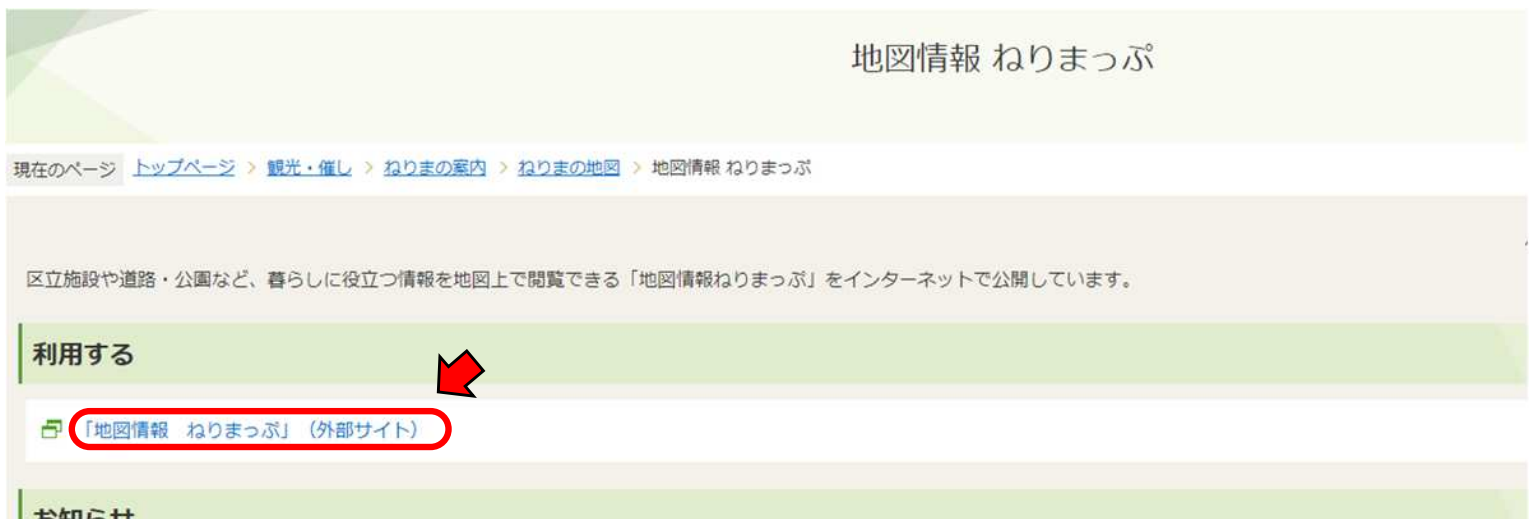 地図情報 ねりまっぷ
現在のページ トップページ > 観光・催し > ねりまの案内 > ねりまの地図 > 地図情報 ねりまっぷ
区立施設や道路・公園など、暮らしに役立つ情報を地図上で閲覧できる「地図情報ねりまっぷ」をインターネットで公開しています。
利用する
「地図情報　ねりまっぷ」（外部サイト）
お知らせ